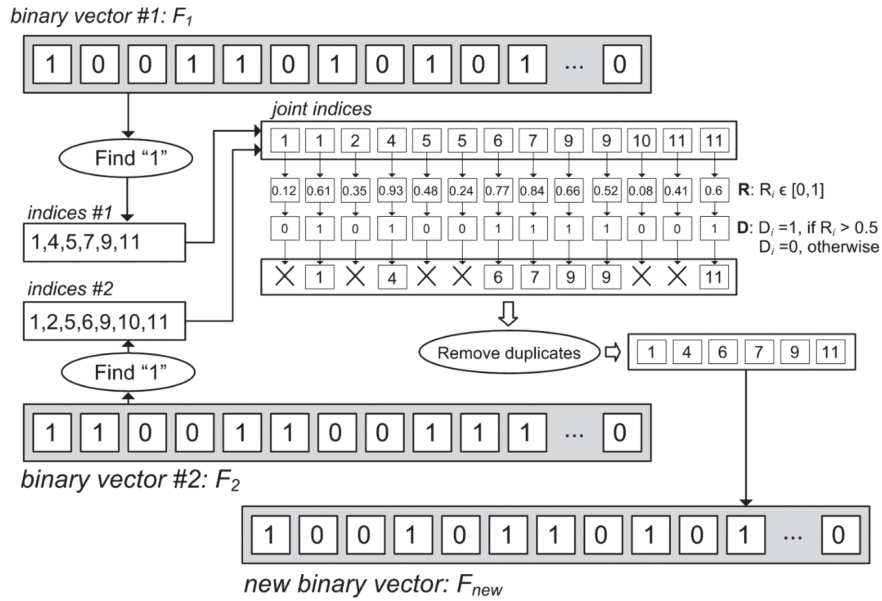 binary vector #1: F1
1 0 0 1 1 0 1 0 1 0 1 ... 0
joint indices
1 1 2 4 5 5 6 7 9 9 10 11 11
Find "1"
0.12 0.61 0.35 0.93 0.48 0.24 0.77 0.84 0.66 0.52 0.08 0.41 0.6 R: Ri ϵ [0,1]
indices #1
1,4,5,7,9,11
0 1 0 1 0 0 1 1 1 1 0 0 1 D: Di =1, if Ri > 0.5
Di =0, otherwise
1 4 6 7 9 9 11
indices #2
1,2,5,6,9,10,11
Remove duplicates
1 4 6 7 9 11
Find "1"
1 1 0 0 1 1 0 0 1 1 1 ... 0
binary vector #2: F2
1 0 0 1 0 1 1 0 1 0 1 ... 0
new binary vector: Fnew